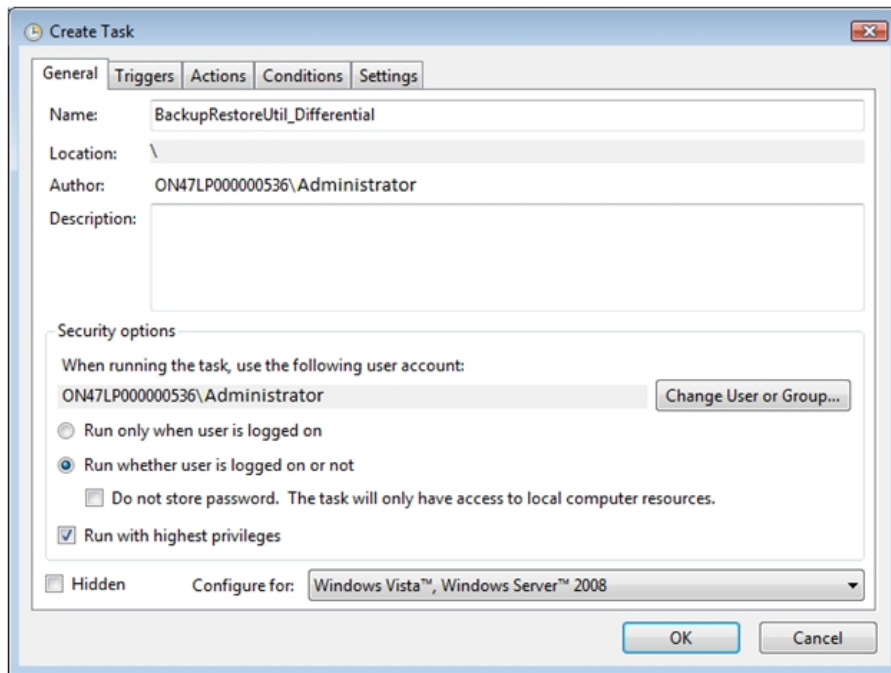 Create Task
General Triggers Actions Conditions Settings
Name: BackupRestoreUtil_Differential
Location: \
Author: ON47LP000000536\Administrator
Description:
Security options
When running the task, use the following user account:
ON47LP000000536\Administrator Change User or Group...
Run only when user is logged on
Run whether user is logged on or not
Do not store password. The task will only have access to local computer resources.
Run with highest privileges
Hidden Configure for: Windows Vista™, Windows Server™ 2008
OK Cancel